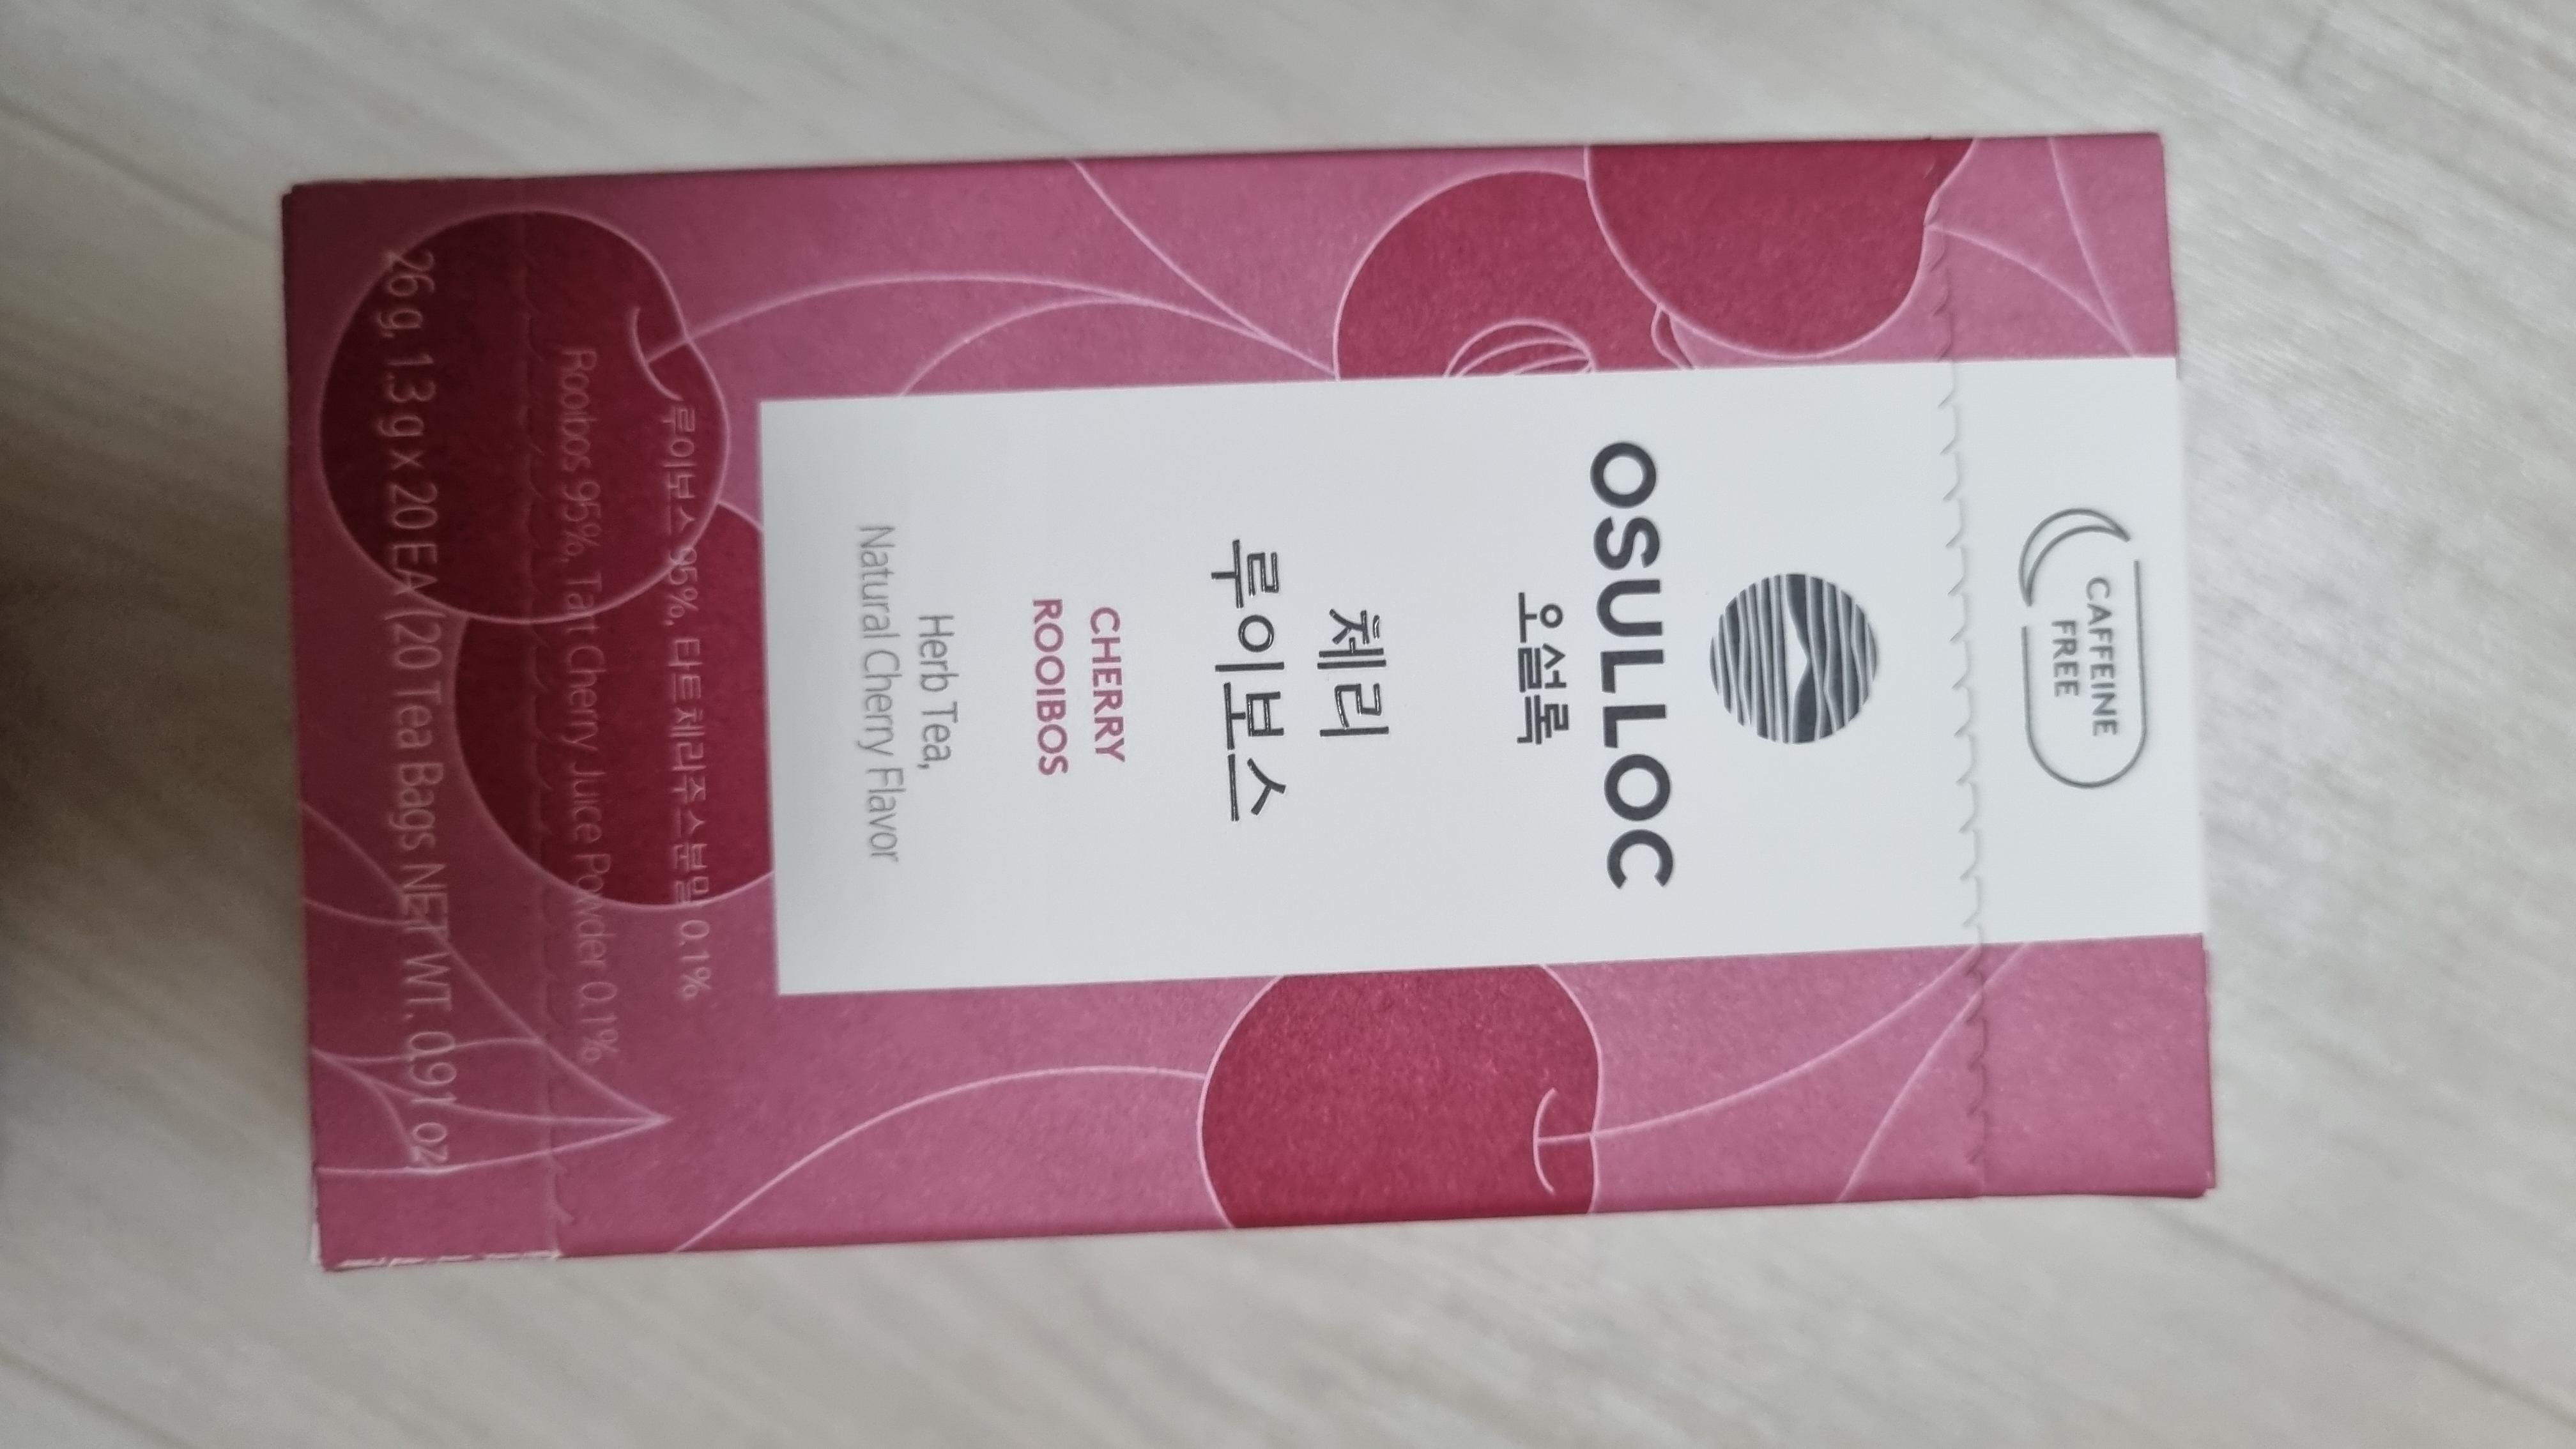 CAFFEINE
FREE
OSULLOC
오설록
체리
루이보스
CHERRY
ROOIBOS
Herb Tea,
Natural Cherry Flavor
루이보스 95%, 타트체리주스분말 0.1%
Rooibos 95%, Tart Cherry Juice Powder 0.1%
26 g, 1.3 g x 20 EA (20 Tea Bags NET WT. 0.91 oz)